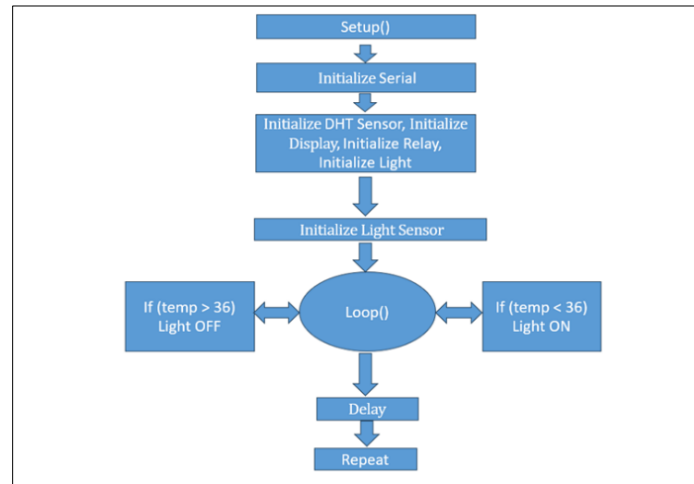 Setup()
Initialize Serial
Initialize DHT Sensor, Initialize
Display, Initialize Relay,
Initialize Light
Initialize Light Sensor
If (temp > 36)
Light OFF
Loop()
If (temp < 36)
Light ON
Delay
Repeat